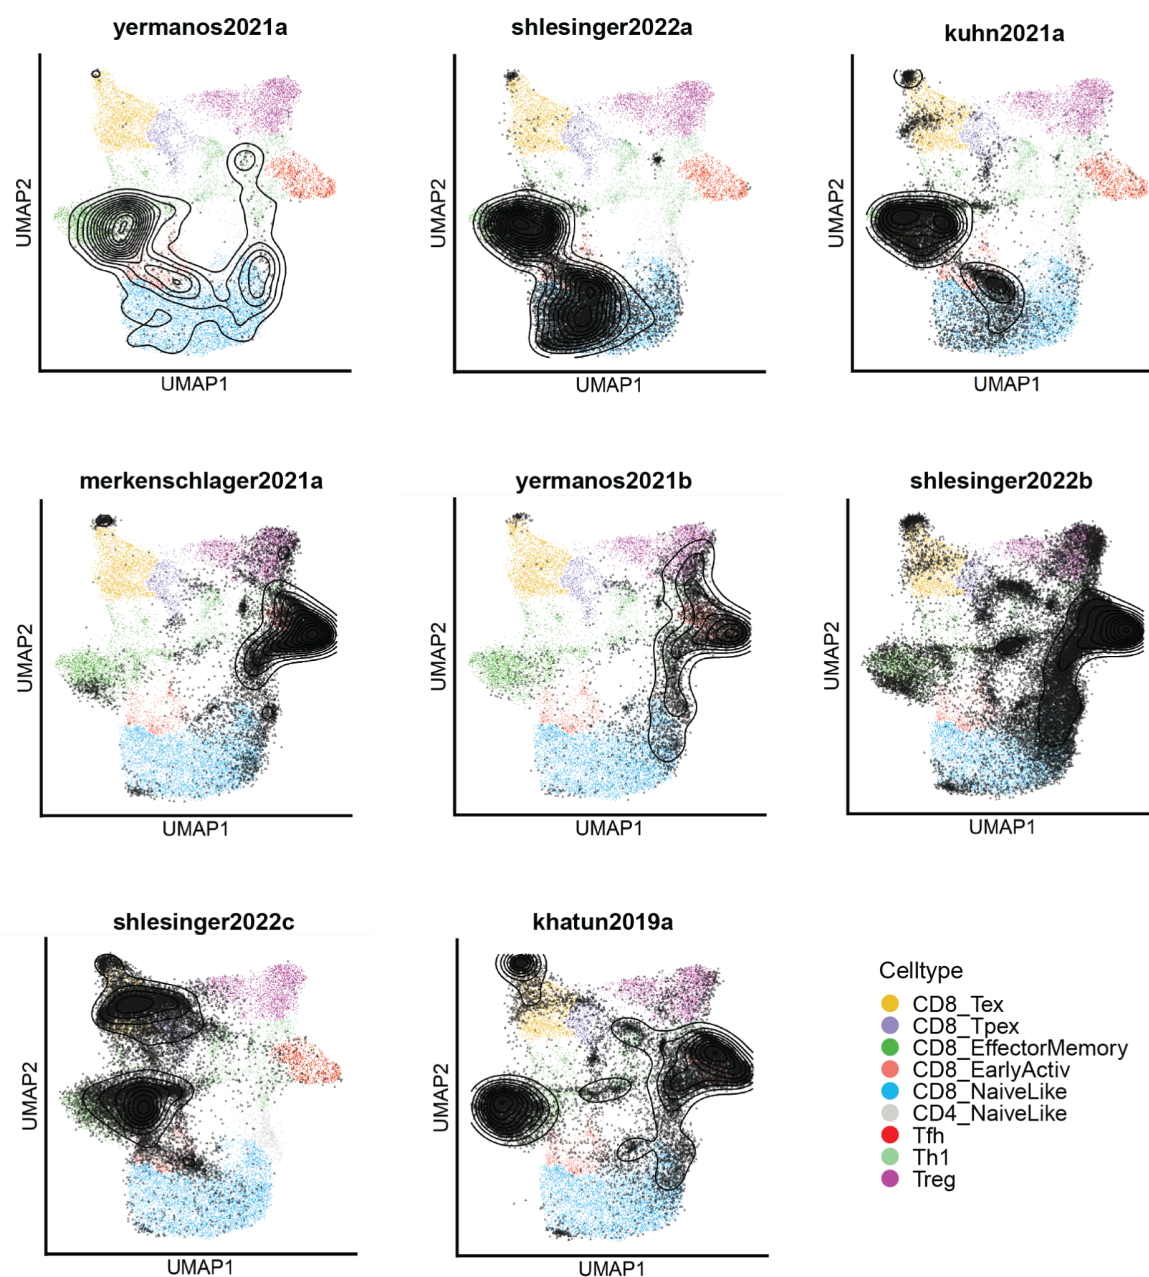 yermanos2021a
shlesinger2022a
kuhn2021a
UMAP2
UMAP2
UMAP2
UMAP1
UMAP1
UMAP1
merkenschlager2021a
yermanos2021b
shlesinger2022b
UMAP2
UMAP2
UMAP2
UMAP1
UMAP1
UMAP1
shlesinger2022c
khatun2019a
UMAP2
UMAP2
UMAP1
UMAP1
Celltype
CD8_Tex
CD8_Tpex
CD8_EffectorMemory
CD8_EarlyActiv
CD8_NaiveLike
CD4_NaiveLike
Tfh
Th1
Treg